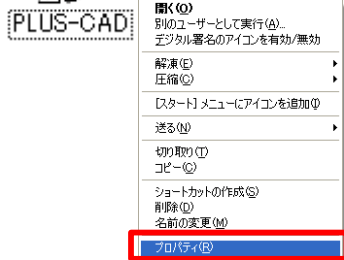 PLUS-CAD
開く(O)
別のユーザーとして実行(A)...
デジタル署名のアイコンを有効/無効
解凍(E)
圧縮(C)
[スタート] メニューにアイコンを追加(I)
送る(N)
切り取り(T)
コピー(C)
ショートカットの作成(S)
削除(D)
名前の変更(M)
プロパティ(R)